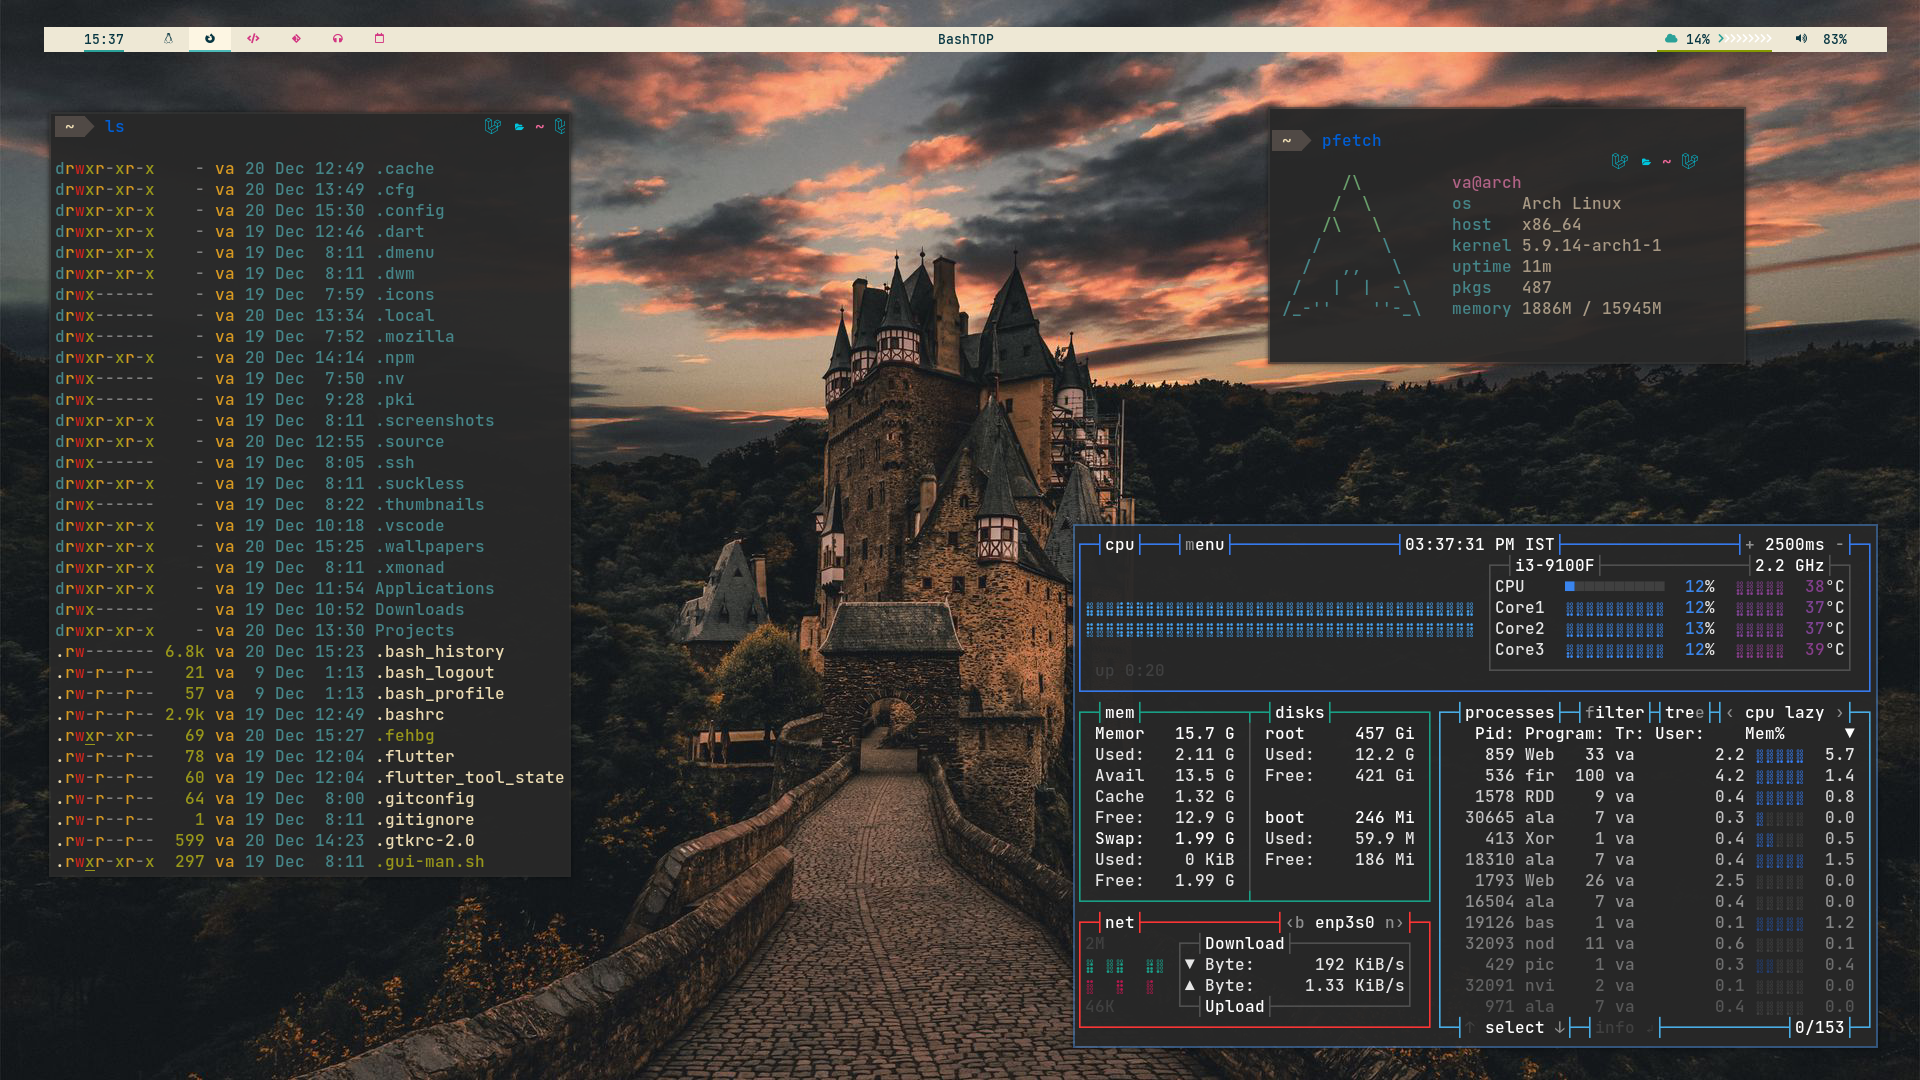 15:37
BashTOP
14%
83%
~ ls ~
drwxr-xr-x - va 20 Dec 12:49 .cache
drwxr-xr-x - va 20 Dec 13:49 .cfg
drwxr-xr-x - va 20 Dec 15:30 .config
drwxr-xr-x - va 19 Dec 12:46 .dart
drwxr-xr-x - va 19 Dec 8:11 .dmenu
drwxr-xr-x - va 19 Dec 8:11 .dwm
drwx------ - va 19 Dec 7:59 .icons
drwx------ - va 20 Dec 13:34 .local
drwx------ - va 19 Dec 7:52 .mozilla
drwxr-xr-x - va 20 Dec 14:14 .npm
drwx------ - va 19 Dec 7:50 .nv
drwx------ - va 19 Dec 9:28 .pki
drwxr-xr-x - va 19 Dec 8:11 .screenshots
drwxr-xr-x - va 20 Dec 12:55 .source
drwx------ - va 19 Dec 8:05 .ssh
drwxr-xr-x - va 19 Dec 8:11 .suckless
drwx------ - va 19 Dec 8:22 .thumbnails
drwxr-xr-x - va 20 Dec 10:18 .vscode
drwxr-xr-x - va 20 Dec 15:25 .wallpapers
drwxr-xr-x - va 19 Dec 8:11 .xmonad
drwxr-xr-x - va 19 Dec 11:54 Applications
drwx------ - va 19 Dec 10:52 Downloads
drwxr-xr-x - va 20 Dec 13:30 Projects
.rw------- 6.8k va 20 Dec 15:23 .bash_history
.rw-r--r-- 21 va 9 Dec 1:13 .bash_logout
.rw-r--r-- 57 va 9 Dec 1:13 .bash_profile
.rw-r--r-- 2.9k va 19 Dec 12:49 .bashrc
.rwxr-xr-- 69 va 20 Dec 15:27 .fehbg
.rw-r--r-- 78 va 19 Dec 12:04 .flutter
.rw-r--r-- 60 va 19 Dec 12:04 .flutter_tool_state
.rw-r--r-- 64 va 19 Dec 8:00 .gitconfig
.rw-r--r-- 1 va 19 Dec 8:11 .gitignore
.rw-r--r-- 599 va 20 Dec 14:23 .gtkrc-2.0
.rwxr-xr-x 297 va 19 Dec 8:11 .gui-man.sh
~ pfetch
~
va@arch
os Arch Linux
host x86_64
kernel 5.9.14-arch1-1
uptime 11m
pkgs 487
memory 1886M / 15945M
cpu menu 03:37:31 PM IST + 2500ms -
i3-9100F 2.2 GHz
CPU 12% 38°C
Core1 12% 37°C
Core2 13% 37°C
Core3 12% 39°C
up 0:20
mem disks
Memor 15.7 G root 457 Gi
Used: 2.11 G Used: 12.2 G
Avail 13.5 G Free: 421 Gi
Cache 1.32 G
Free: 12.9 G boot 246 Mi
Swap: 1.99 G Used: 59.9 M
Used: 0 KiB Free: 186 Mi
Free: 1.99 G
net ‹b enp3s0 n›
2M Download
▼ Byte: 192 KiB/s
▲ Byte: 1.33 KiB/s
46K Upload
processes filter tree ‹ cpu lazy ›
Pid: Program: Tr: User: Mem% ▼
859 Web 33 va 2.2 5.7
536 fir 100 va 4.2 1.4
1578 RDD 9 va 0.4 0.8
30665 ala 7 va 0.3 0.0
413 Xor 1 va 0.4 0.5
18310 ala 7 va 0.4 1.5
1793 Web 26 va 2.5 0.0
16504 ala 7 va 0.4 0.0
19126 bas 1 va 0.1 1.2
32093 nod 11 va 0.6 0.1
429 pic 1 va 0.3 0.4
32091 nvi 2 va 0.1 0.0
971 ala 7 va 0.4 0.0
↑ select ↓ info ↲ 0/153